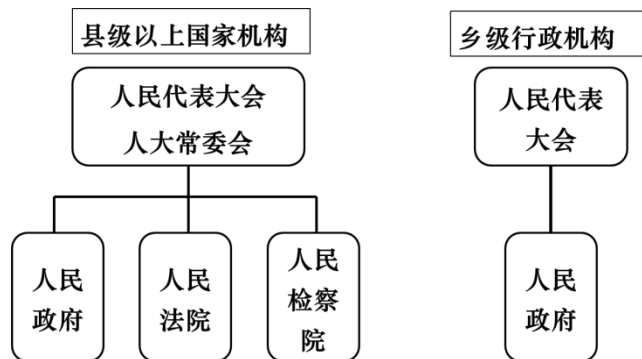 县级以上国家机构
乡级行政机构
人民代表大会
人大常委会
人民代表
大会
人民
政府
人民
法院
人民
检察
院
人民
政府